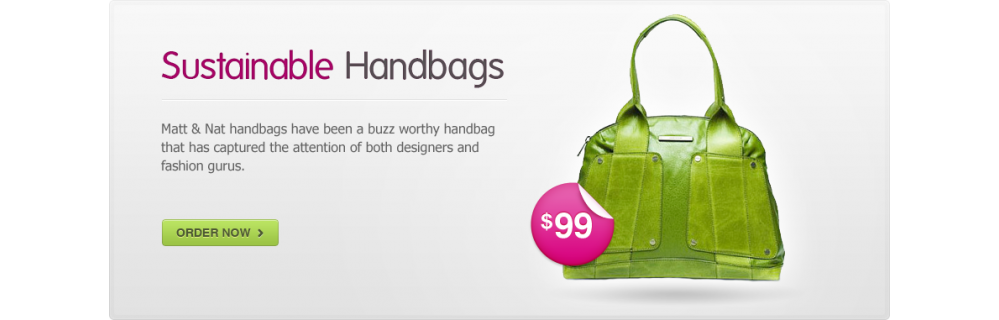 Sustainable Handbags
Matt & Nat handbags have been a buzz worthy handbag
that has captured the attention of both designers and
fashion gurus.
ORDER NOW
$99